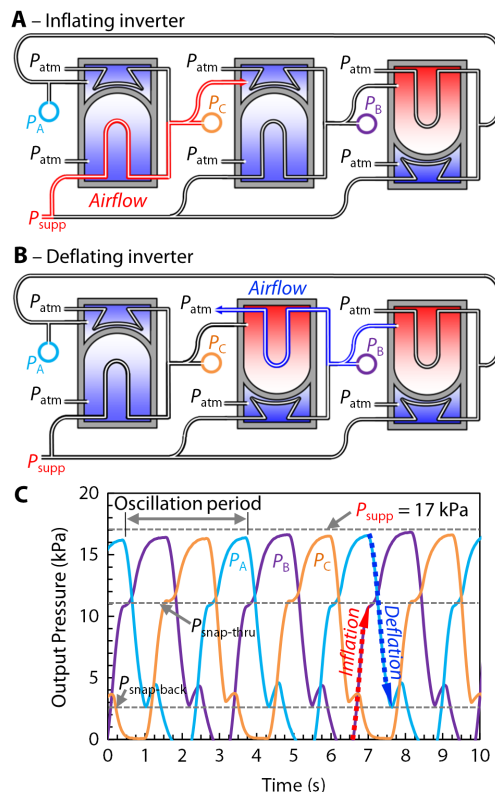 A – Inflating inverter
Patm Patm Patm
PA PC PB
Patm Patm
Airflow
Psupp
B – Deflating inverter
Airflow
Patm Patm Patm
PA PC PB
Patm Patm Patm
Psupp
C
20
Oscillation period
Psupp = 17 kPa
15
PA PB PC
10
Psnap-thru
Inflation
Deflation
5
Psnap-back
0
Output Pressure (kPa)
0 1 2 3 4 5 6 7 8 9 10
Time (s)